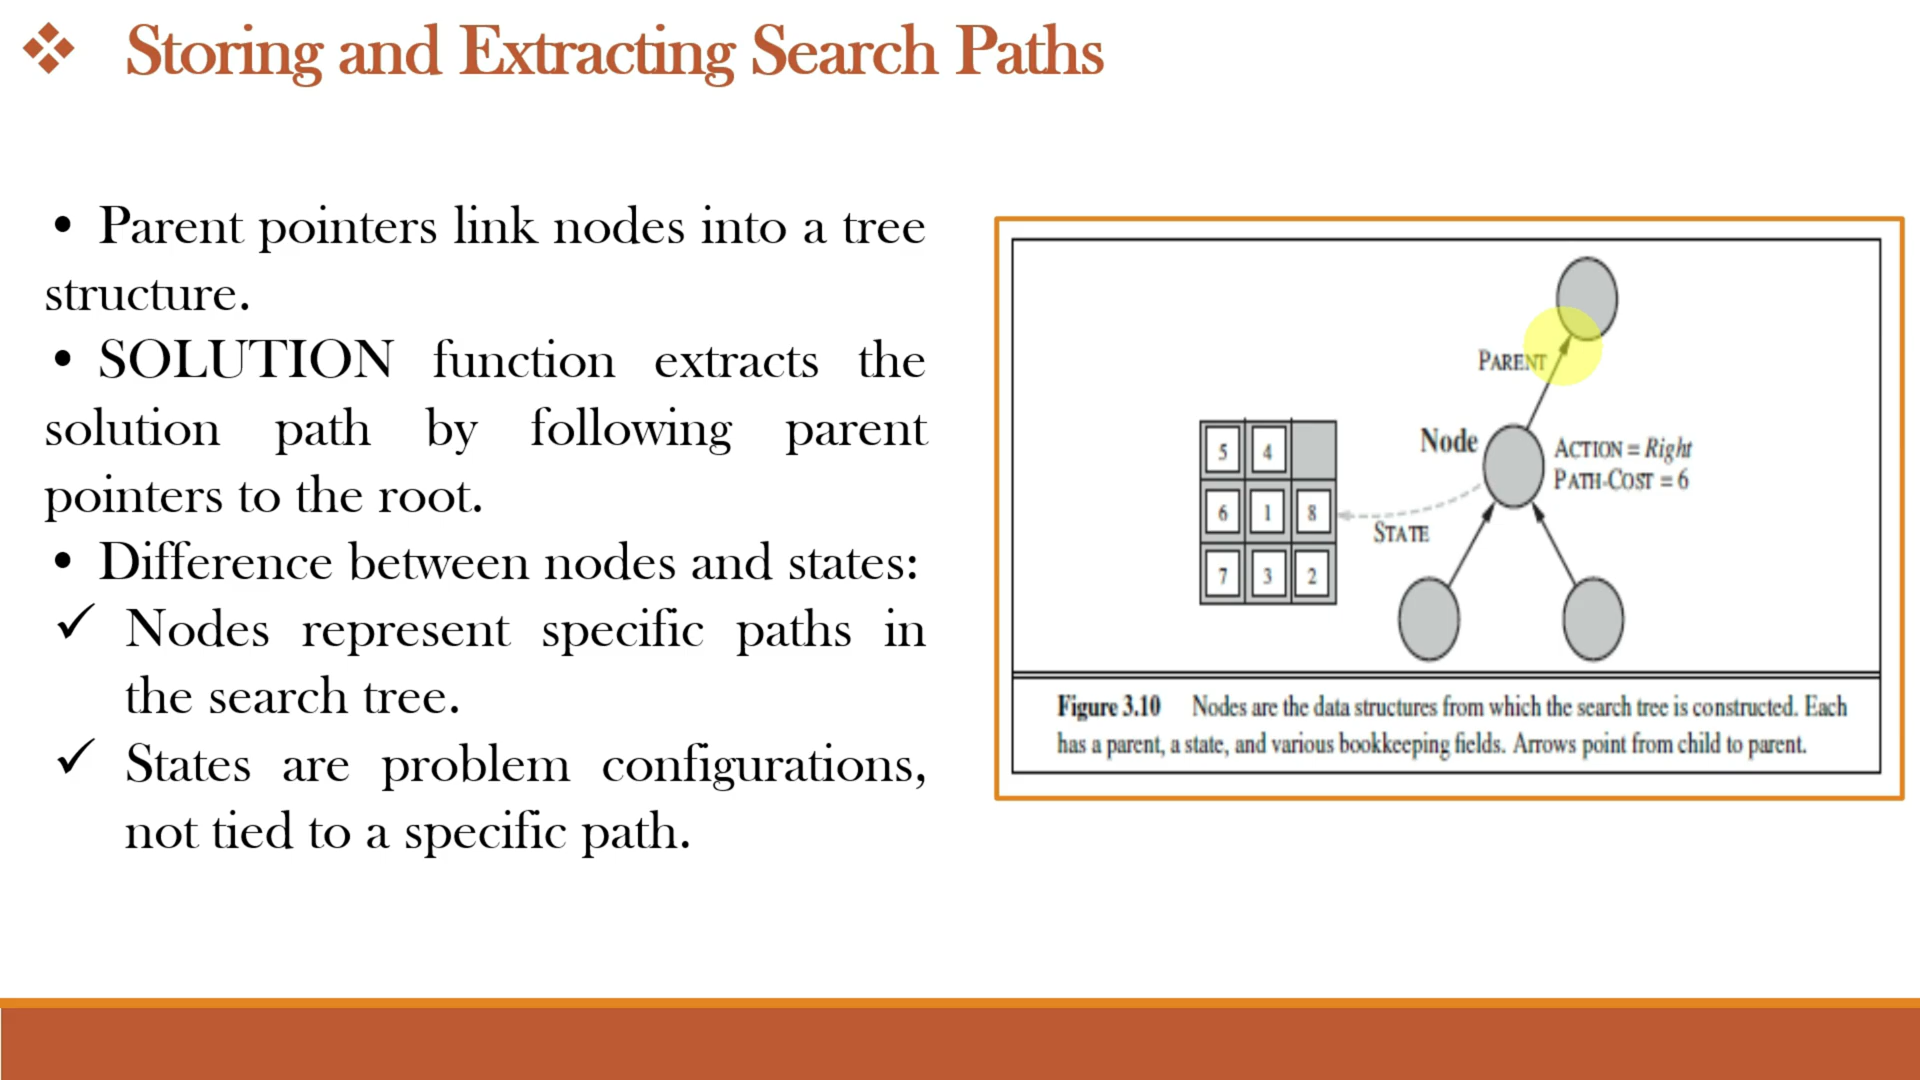 ❖ Storing and Extracting Search Paths
• Parent pointers link nodes into a tree
structure.
• SOLUTION function extracts the
solution path by following parent
pointers to the root.
• Difference between nodes and states:
✓ Nodes represent specific paths in
the search tree.
✓ States are problem configurations,
not tied to a specific path.
PARENT
Node
ACTION = Right
PATH-COST = 6
5 4
6 1 8
7 3 2
STATE
Figure 3.10 Nodes are the data structures from which the search tree is constructed. Each
has a parent, a state, and various bookkeeping fields. Arrows point from child to parent.